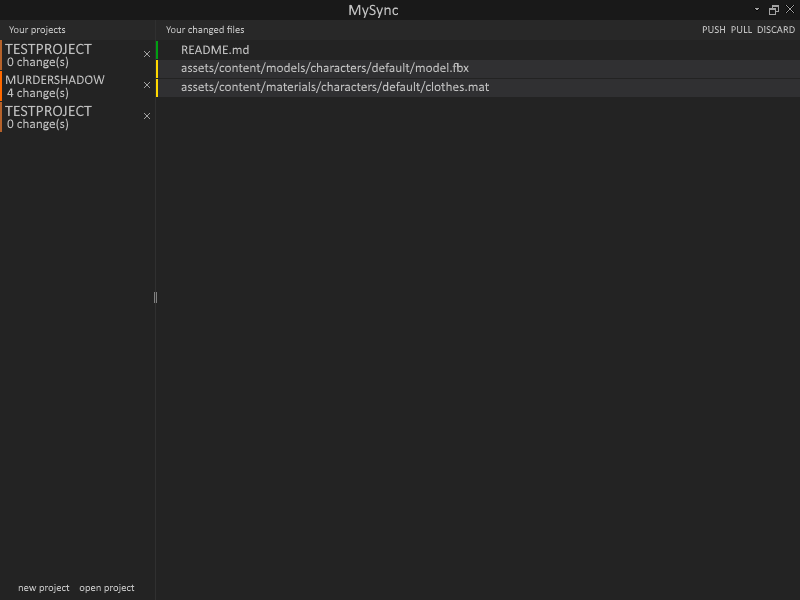 MySync
Your projects
Your changed files
PUSH PULL DISCARD
TESTPROJECT
0 change(s)
MURDERSHADOW
4 change(s)
TESTPROJECT
0 change(s)
README.md
assets/content/models/characters/default/model.fbx
assets/content/materials/characters/default/clothes.mat
new project open project